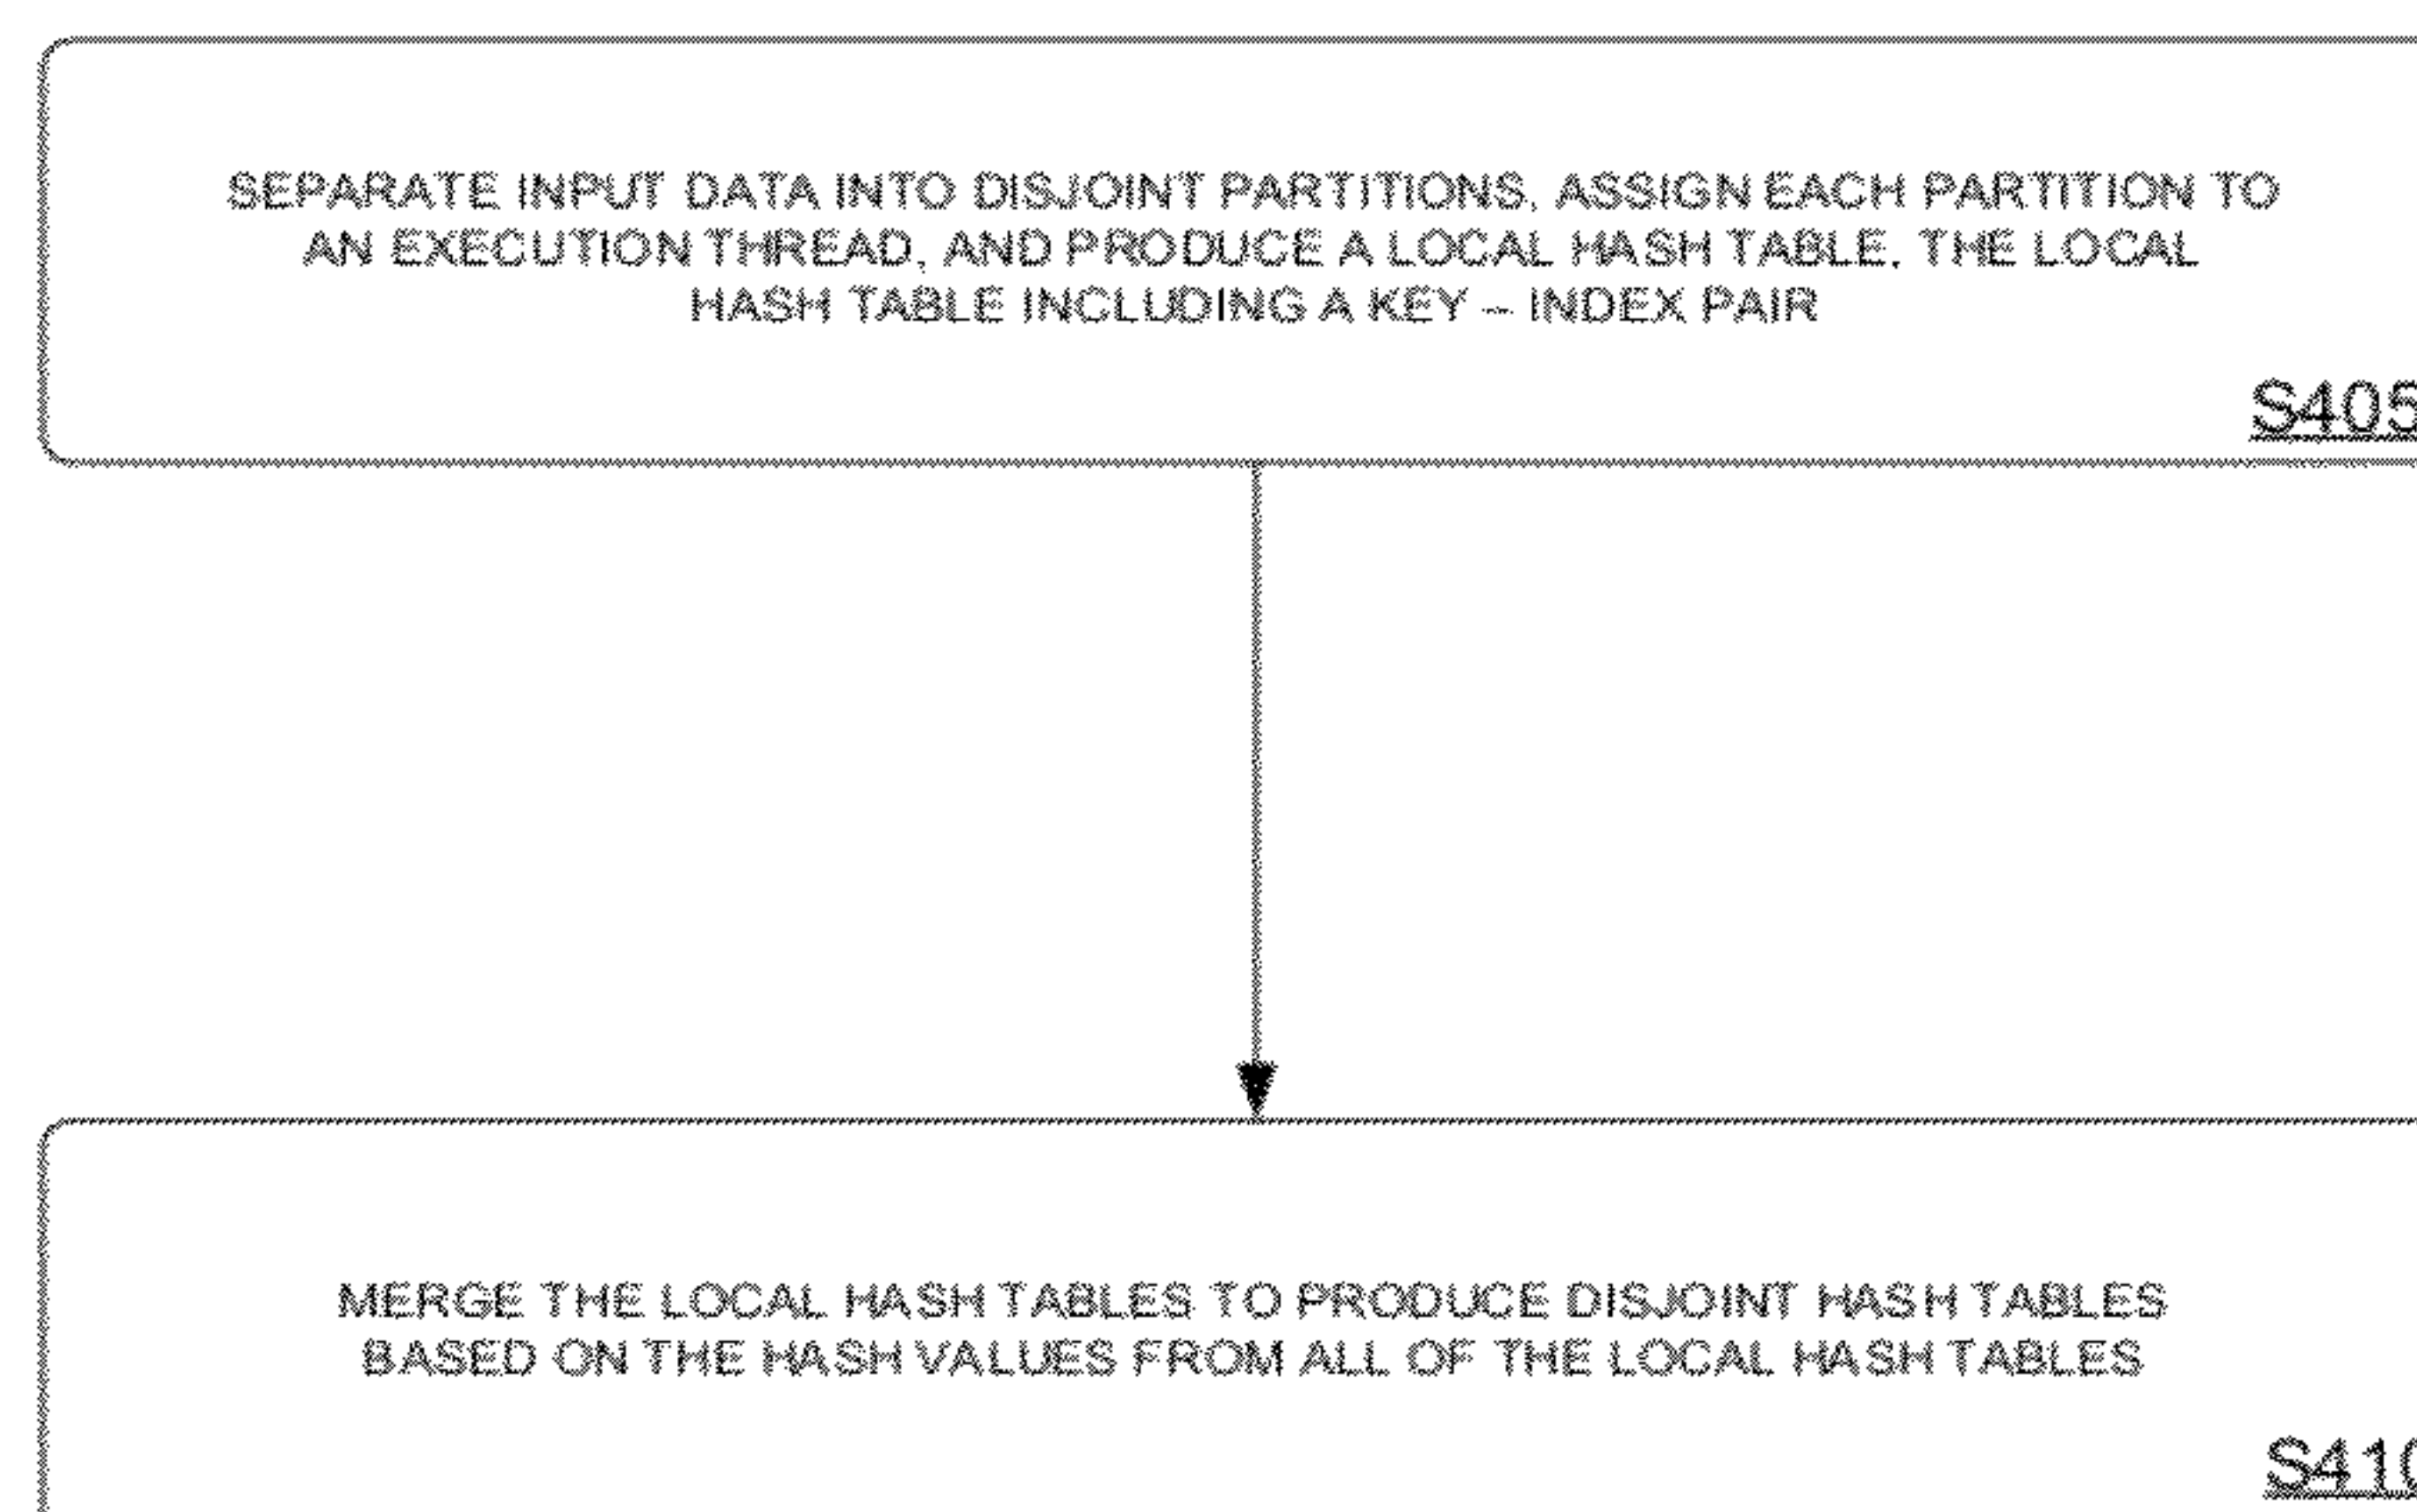 SEPARATE INPUT DATA INTO DISJOINT PARTITIONS, ASSIGN EACH PARTITION TO
AN EXECUTION THREAD, AND PRODUCE A LOCAL HASH TABLE, THE LOCAL
HASH TABLE INCLUDING A KEY – INDEX PAIR
S405
MERGE THE LOCAL HASH TABLES TO PRODUCE DISJOINT HASH TABLES
BASED ON THE HASH VALUES FROM ALL OF THE LOCAL HASH TABLES
S410